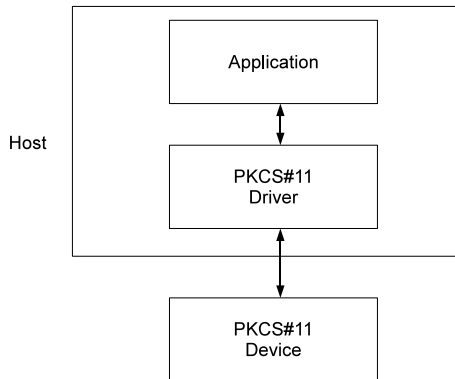 Application
Host
PKCS#11
Driver
PKCS#11
Device